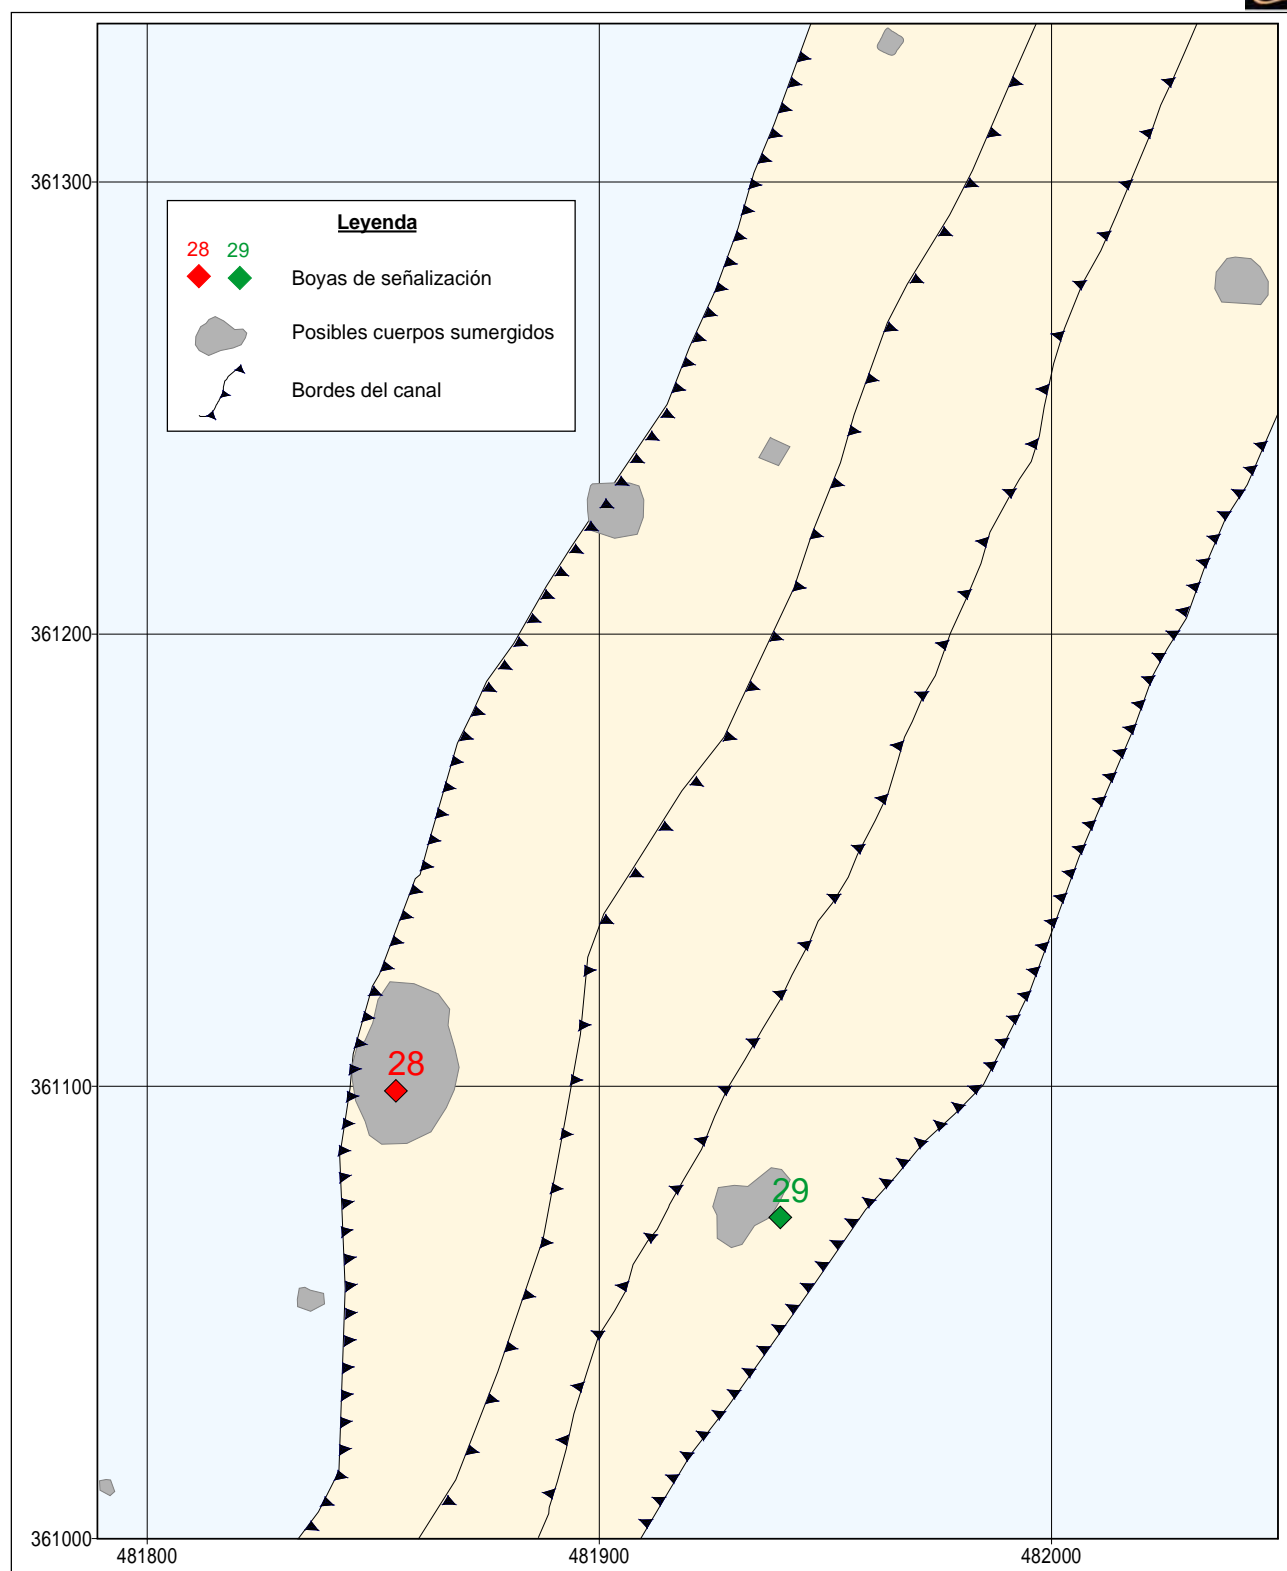 361300
Leyenda
28 29
Boyas de señalización
Posibles cuerpos sumergidos
Bordes del canal
361200
28
361100
29
361000
481800 481900 482000